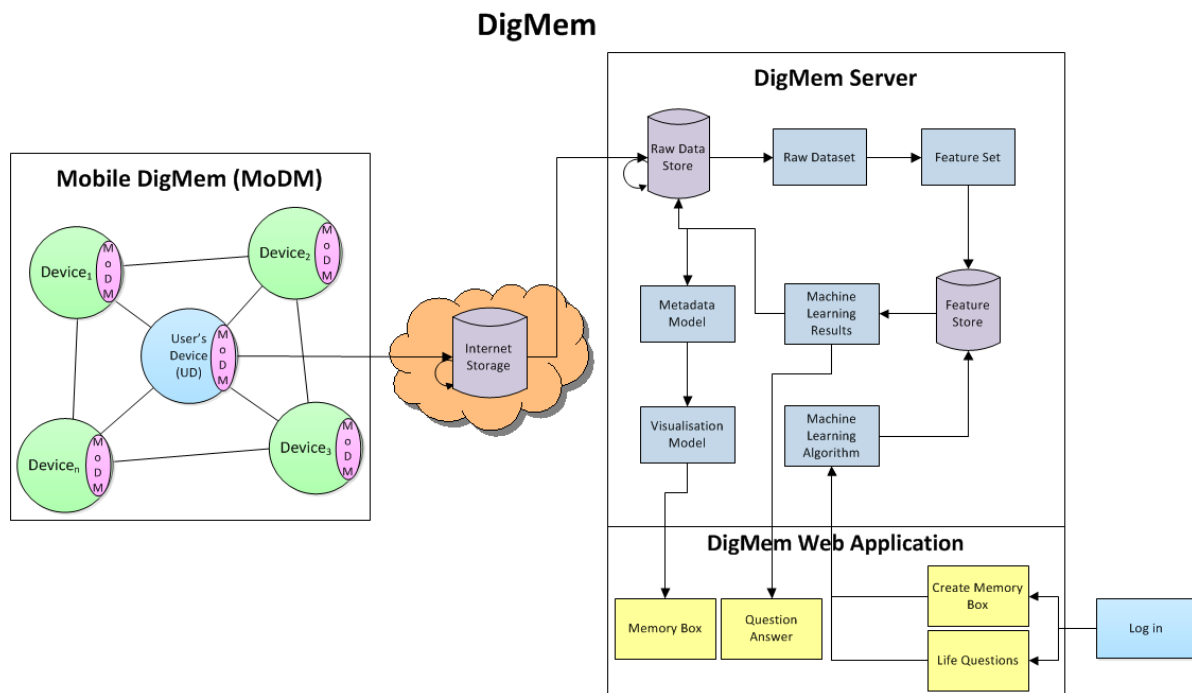 DigMem
DigMem Server
Raw Data
Store
Raw Dataset
Feature Set
Mobile DigMem (MoDM)
Device1
MoDM
Device2
MoDM
User's
Device
(UD)
MoDM
Devicen
MoDM
Device3
MoDM
Internet
Storage
Metadata
Model
Machine
Learning
Results
Feature
Store
Visualisation
Model
Machine
Learning
Algorithm
DigMem Web Application
Memory Box
Question
Answer
Create Memory
Box
Life Questions
Log in